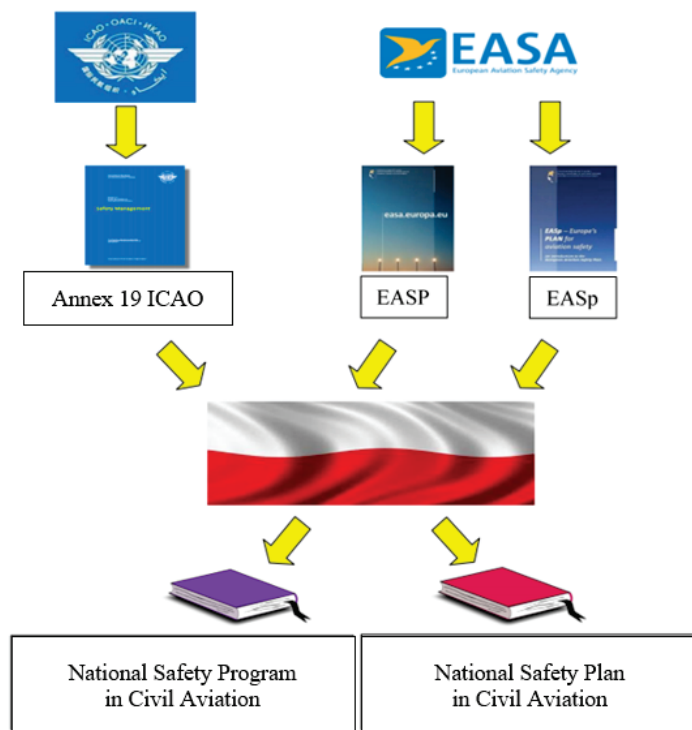 ICAO · OACI · ИКАО
EASA
European Aviation Safety Agency
Safety Management
easa.europa.eu
EASp – Europe's
PLAN for
aviation safety
Annex 19 ICAO
EASP
EASp
National Safety Program
in Civil Aviation
National Safety Plan
in Civil Aviation